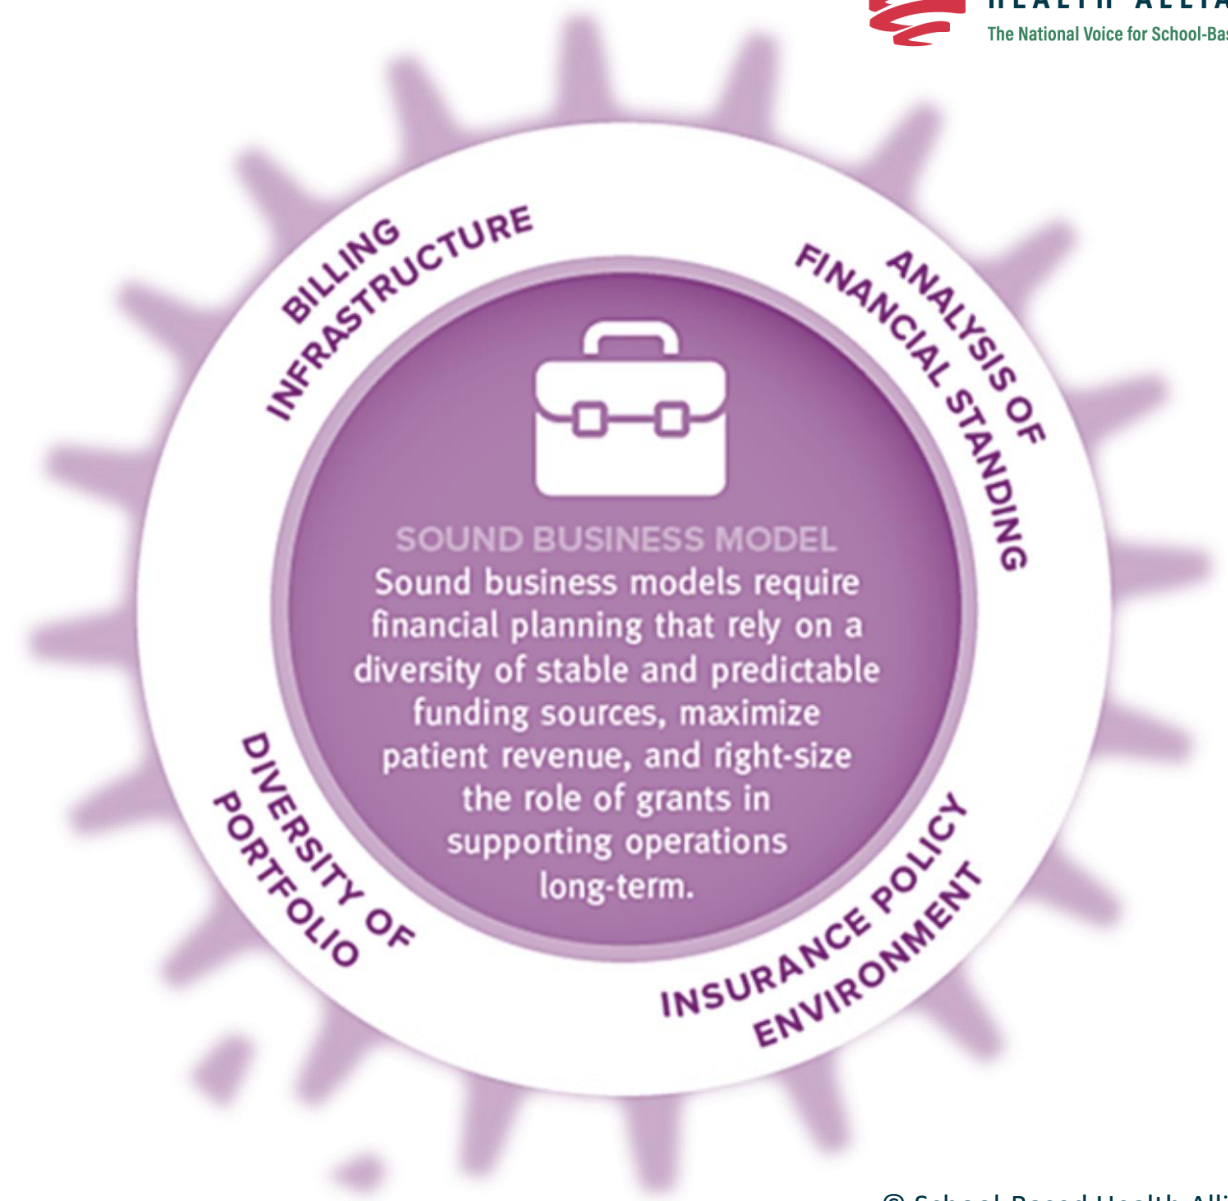 The National Voice for School-Bas
BILLING
INFRASTRUCTURE
ANALYSIS OF
FINANCIAL STANDING
SOUND BUSINESS MODEL
Sound business models require
financial planning that rely on a
diversity of stable and predictable
funding sources, maximize
patient revenue, and right-size
the role of grants in
supporting operations
long-term.
DIVERSITY OF
PORTFOLIO
INSURANCE POLICY
ENVIRONMENT